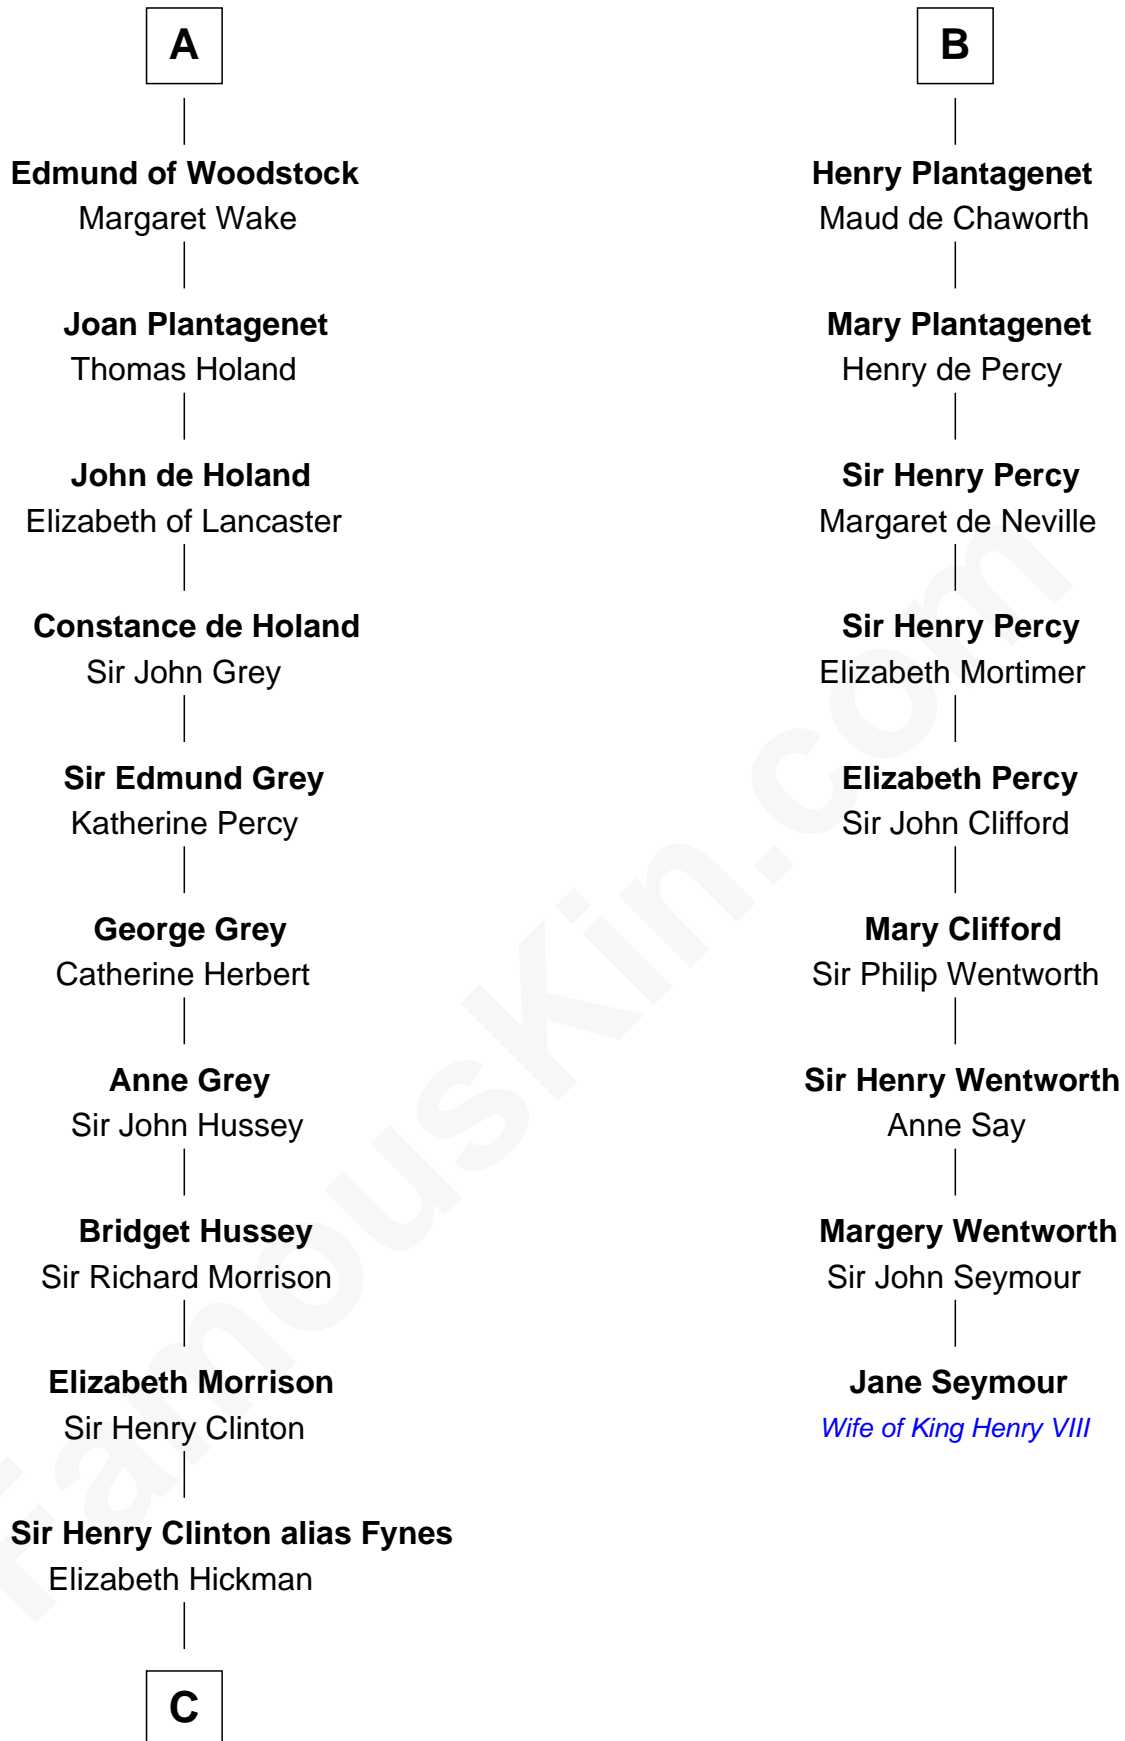 A
Edmund of Woodstock
Margaret Wake
Joan Plantagenet
Thomas Holand
John de Holand
Elizabeth of Lancaster
Constance de Holand
Sir John Grey
Sir Edmund Grey
Katherine Percy
George Grey
Catherine Herbert
Anne Grey
Sir John Hussey
Bridget Hussey
Sir Richard Morrison
Elizabeth Morrison
Sir Henry Clinton
Sir Henry Clinton alias Fynes
Elizabeth Hickman
C
B
Henry Plantagenet
Maud de Chaworth
Mary Plantagenet
Henry de Percy
Sir Henry Percy
Margaret de Neville
Sir Henry Percy
Elizabeth Mortimer
Elizabeth Percy
Sir John Clifford
Mary Clifford
Sir Philip Wentworth
Sir Henry Wentworth
Anne Say
Margery Wentworth
Sir John Seymour
Jane Seymour
Wife of King Henry VIII
FamousKin.com